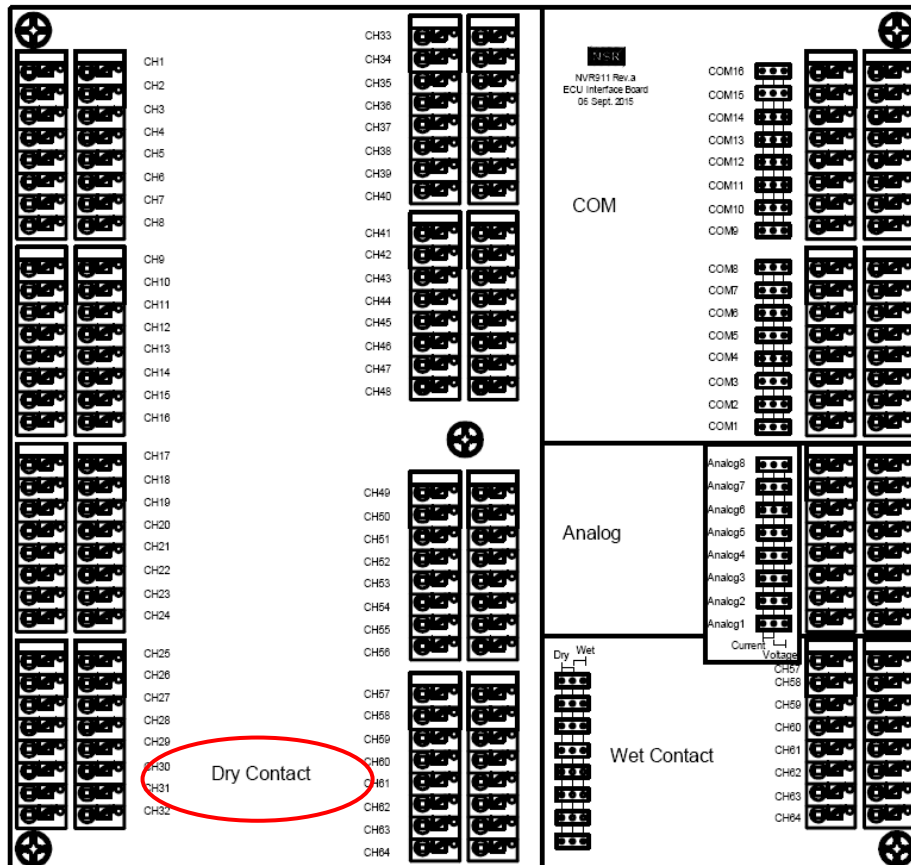 CH1
CH2
CH3
CH4
CH5
CH6
CH7
CH8
CH9
CH10
CH11
CH12
CH13
CH14
CH15
CH16
CH17
CH18
CH19
CH20
CH21
CH22
CH23
CH24
CH25
CH26
CH27
CH28
CH29
CH30
CH31
CH32
Dry Contact
CH33
CH34
CH35
CH36
CH37
CH38
CH39
CH40
CH41
CH42
CH43
CH44
CH45
CH46
CH47
CH48
CH49
CH50
CH51
CH52
CH53
CH54
CH55
CH56
CH57
CH58
CH59
CH60
CH61
CH62
CH63
CH64
NVR911 Rev.a
ECU Interface Board
05 Sept. 2015
COM
COM16
COM15
COM14
COM13
COM12
COM11
COM10
COM9
COM8
COM7
COM6
COM5
COM4
COM3
COM2
COM1
Analog
Analog8
Analog7
Analog6
Analog5
Analog4
Analog3
Analog2
Analog1
Current
Voltage
Dry
Wet
Wet Contact
CH57
CH58
CH59
CH60
CH61
CH62
CH63
CH64